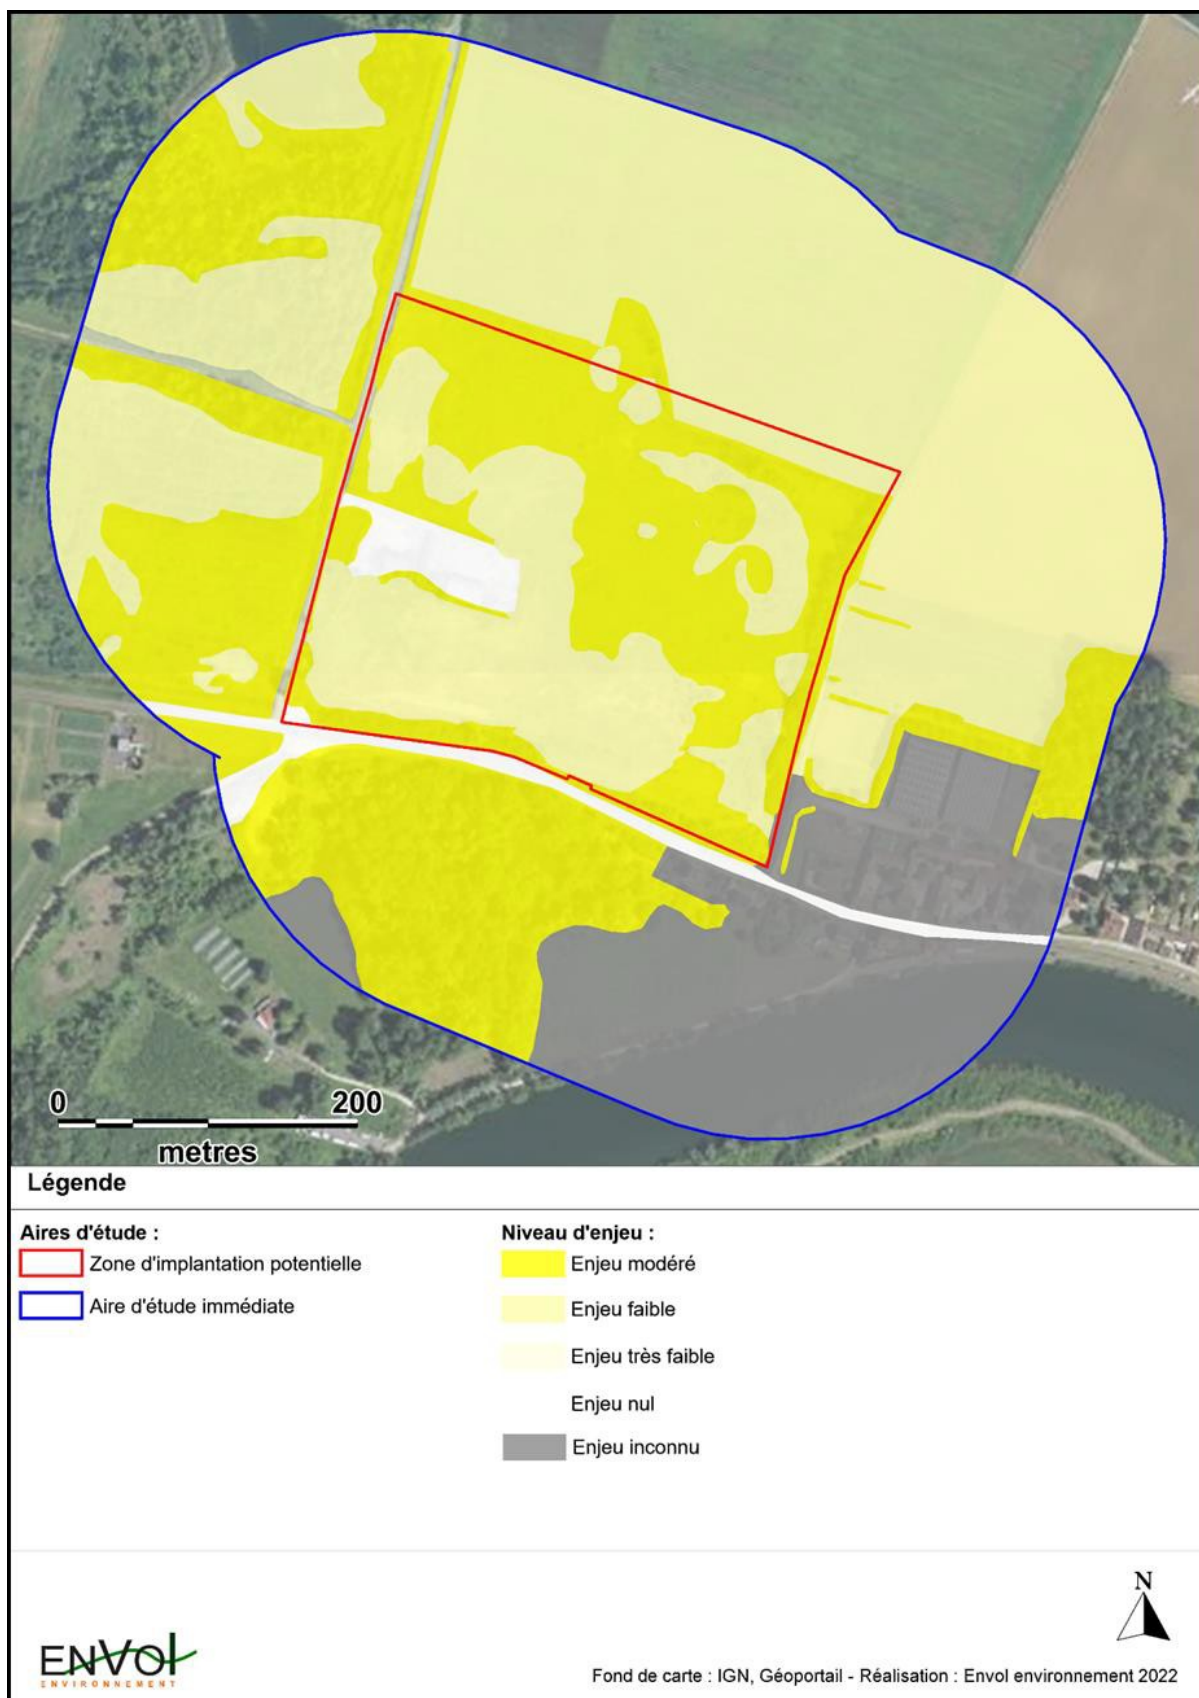 0 200
metres
Légende
Aires d'étude :
Zone d'implantation potentielle
Aire d'étude immédiate
Niveau d'enjeu :
Enjeu modéré
Enjeu faible
Enjeu très faible
Enjeu nul
Enjeu inconnu
N
ENVOL
ENVIRONNEMENT
Fond de carte : IGN, Géoportail - Réalisation : Envol environnement 2022